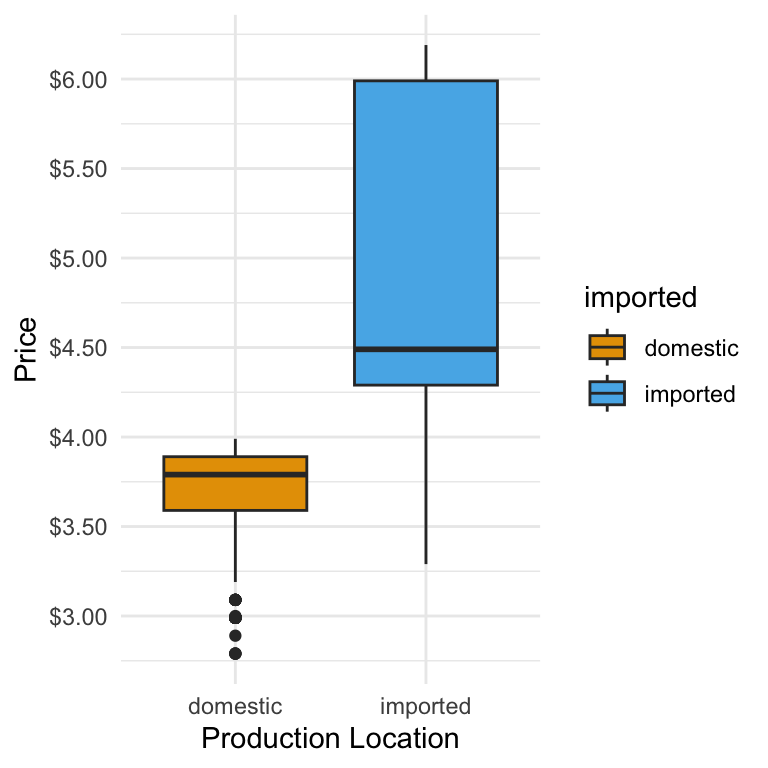 $6.00
$5.50
$5.00
$4.50
$4.00
$3.50
$3.00
Price
domestic
imported
Production Location
imported
domestic
imported